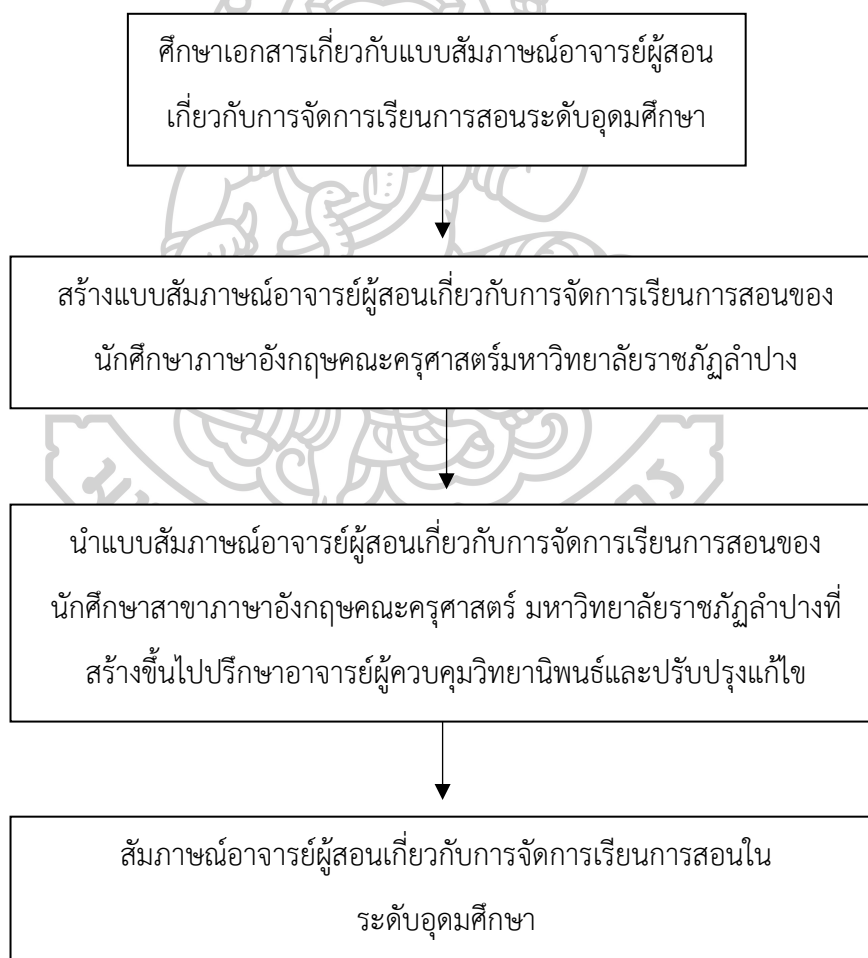 ศึกษาเอกสารเกี่ยวกับแบบสัมภาษณ์อาจารย์ผู้สอน
เกี่ยวกับการจัดการเรียนการสอนระดับอุดมศึกษา
สร้างแบบสัมภาษณ์อาจารย์ผู้สอนเกี่ยวกับการจัดการเรียนการสอนของ
นักศึกษาภาษาอังกฤษคณะครุศาสตร์มหาวิทยาลัยราชภัฏลำปาง
นำแบบสัมภาษณ์อาจารย์ผู้สอนเกี่ยวกับการจัดการเรียนการสอนของ
นักศึกษาสาขาภาษาอังกฤษคณะครุศาสตร์ มหาวิทยาลัยราชภัฏลำปางที่
สร้างขึ้นไปปรึกษาอาจารย์ผู้ควบคุมวิทยานิพนธ์และปรับปรุงแก้ไข
สัมภาษณ์อาจารย์ผู้สอนเกี่ยวกับการจัดการเรียนการสอนใน
ระดับอุดมศึกษา